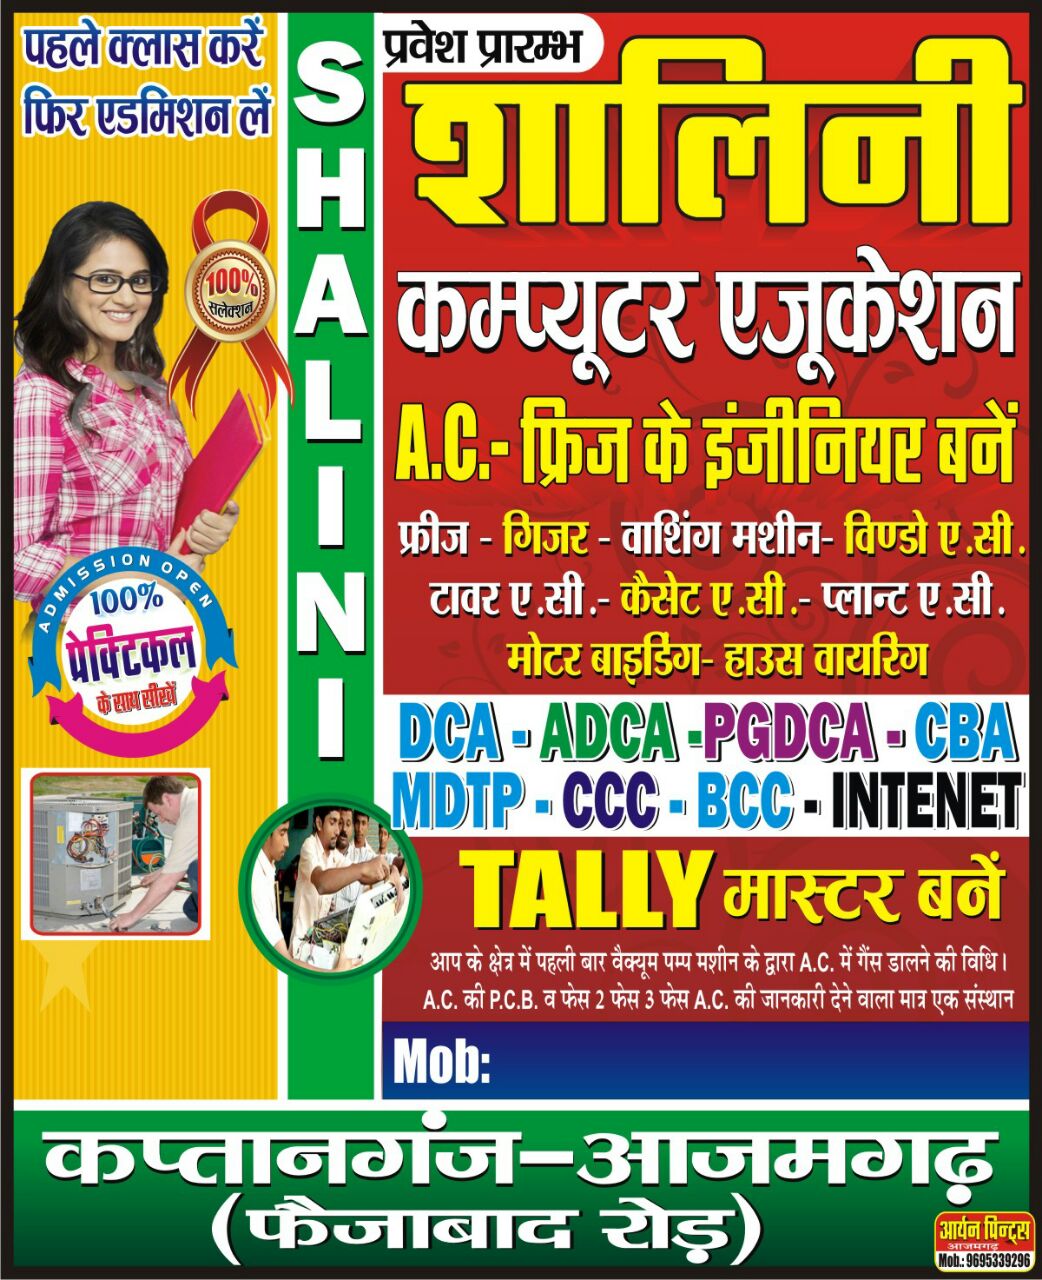 पहले क्लास करें
फिर एडमिशन लें
100%
सलेक्शन
ADMISSION OPEN
100%
प्रेक्टिकल
के साथ सीखें
SHALINI
प्रवेश प्रारम्भ
शालिनी
कम्प्यूटर एजूकेशन
A.C.- फ्रिज के इंजीनियर बनें
फ्रीज - गिजर - वाशिंग मशीन- विण्डो ए.सी.
टावर ए.सी.- कैसेट ए.सी.- प्लान्ट ए.सी.
मोटर बाइडिंग- हाउस वायरिंग
DCA - ADCA -PGDCA - CBA
MDTP - CCC - BCC - INTENET
TALLY मास्टर बनें
आप के क्षेत्र में पहली बार वैक्यूम पम्प मशीन के द्वारा A.C. में गैंस डालने की विधि।
A.C. की P.C.B. व फेस 2 फेस 3 फेस A.C. की जानकारी देने वाला मात्र एक संस्थान
Mob:
कप्तानगंज-आजमगढ़
(फैजाबाद रोड़)
आर्यन प्रिन्ट्स
आजमगढ़
Mob.: 9695339296